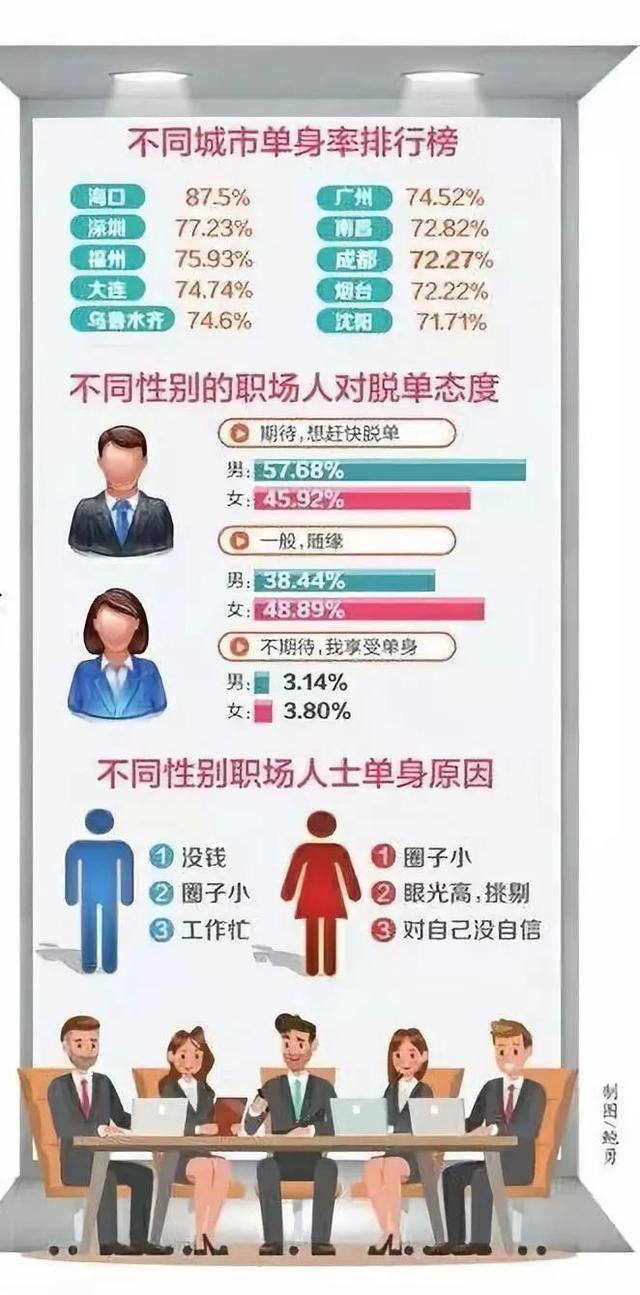 不同城市单身率排行榜
海口 87.5% 广州 74.52%
深圳 77.23% 南昌 72.82%
福州 75.93% 成都 72.27%
大连 74.74% 烟台 72.22%
乌鲁木齐 74.6% 沈阳 71.71%
不同性别的职场人对脱单态度
期待,想赶快脱单
男: 57.68%
女: 45.92%
一般,随缘
男: 38.44%
女: 48.89%
不期待,我享受单身
男: 3.14%
女: 3.80%
不同性别职场人士单身原因
1 没钱 1 圈子小
2 圈子小 2 眼光高,挑剔
3 工作忙 3 对自己没自信
制图/鲍勇